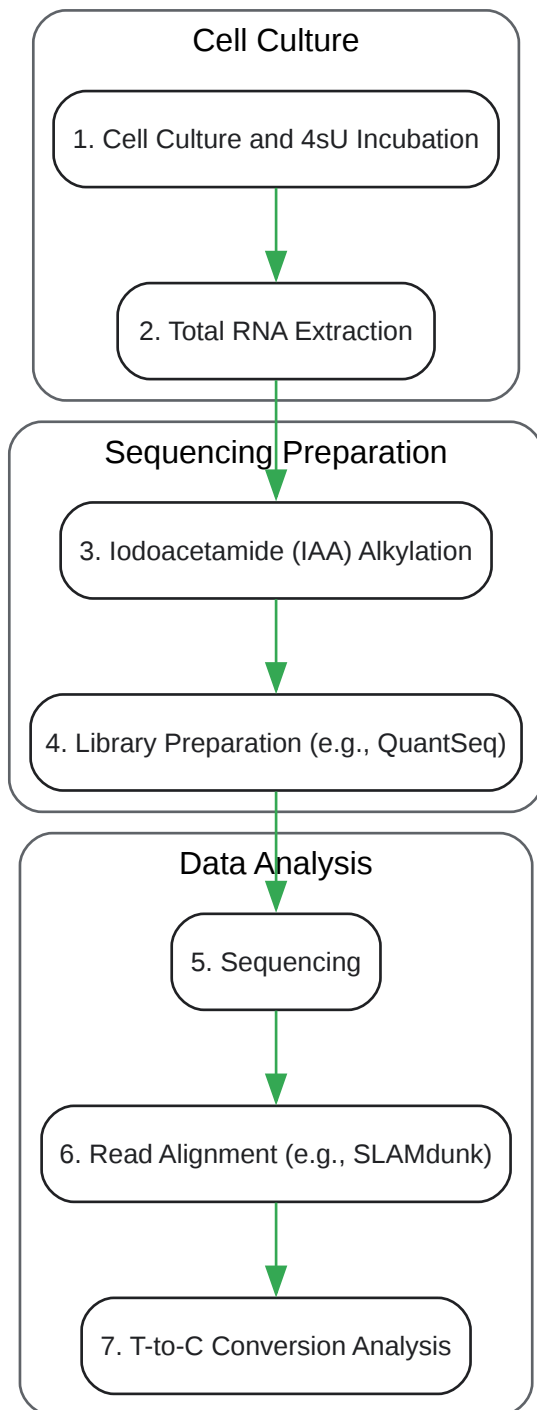 Cell Culture
1. Cell Culture and 4sU Incubation
2. Total RNA Extraction
Sequencing Preparation
3. Iodoacetamide (IAA) Alkylation
4. Library Preparation (e.g., QuantSeq)
Data Analysis
5. Sequencing
6. Read Alignment (e.g., SLAMdunk)
7. T-to-C Conversion Analysis